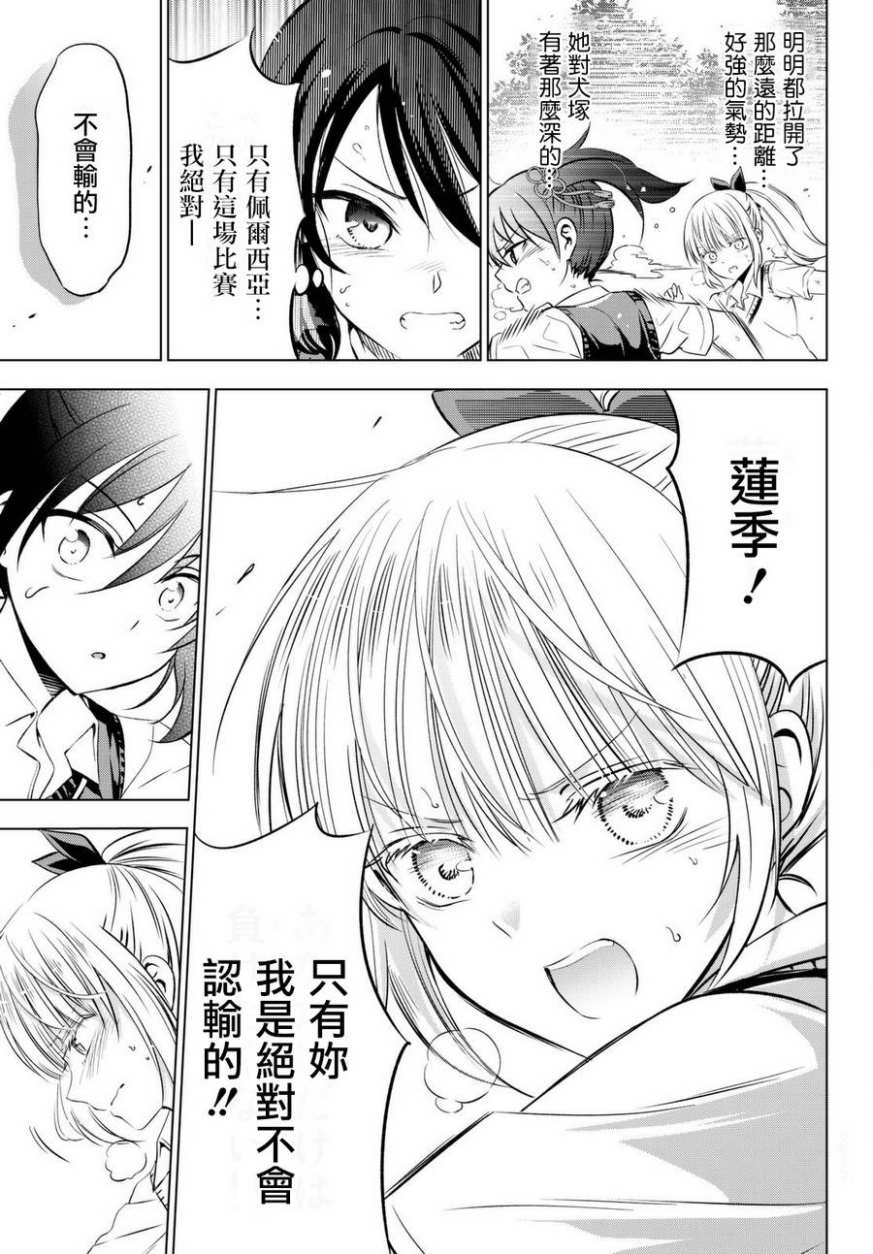 明明都拉開了
那麼遠的距離…
好強的氣勢…
她對犬塚
有著那麼深的…
只有佩爾西亞…
只有這場比賽
我絕對—
不會輸的…
蓮季！
只有妳
我是絕對不會
認輸的!!